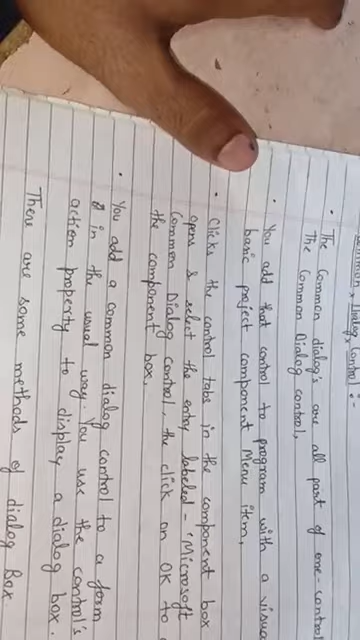 Common Dialog Control :-
• The Common dialog's are all part of one-control
The Common Dialog control,
• You add that control to program with a visual
basic project component Menu item,
• Clicks the control tabs in the component box
opens & select the entry labeled - 'Microsoft
Common Dialog Control, the click on OK to
the component box,
• You add a common dialog control to a form
in the usual way. You use the control's
action property to display a dialog box.
There are some methods of dialog Box